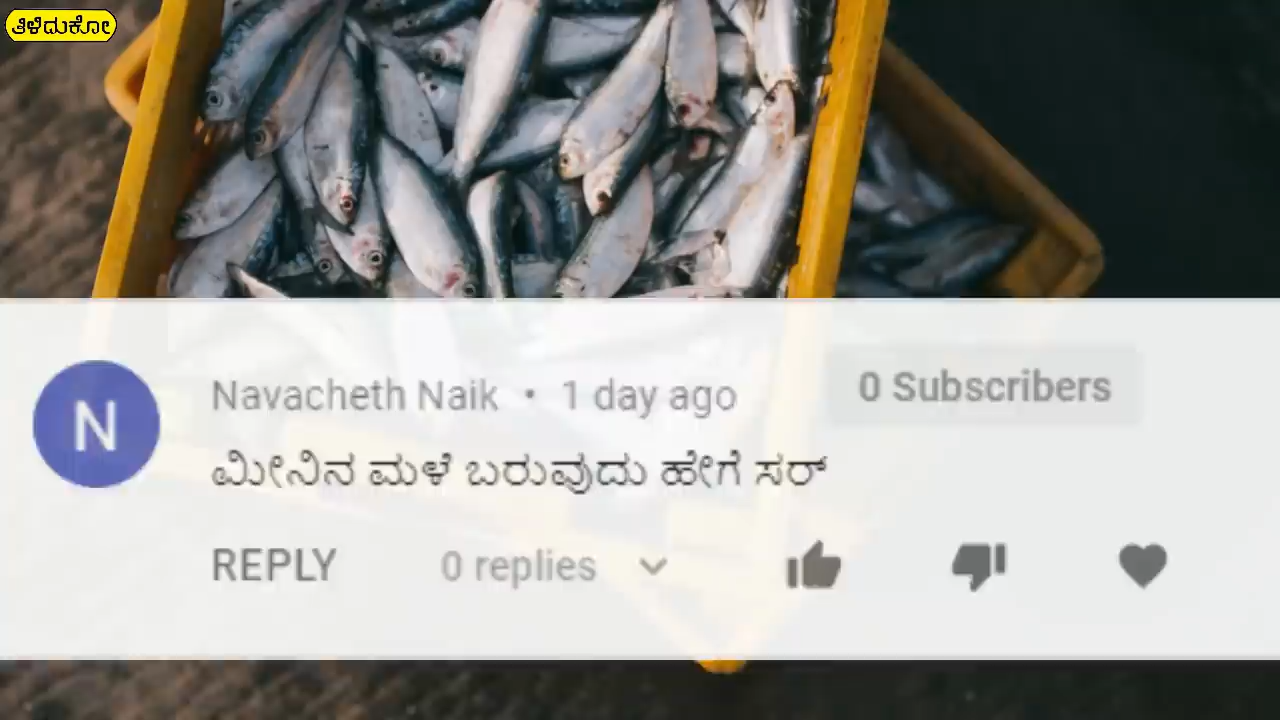 ತಿಳಿದುಕೋ
Navacheth Naik • 1 day ago
0 Subscribers
ಮೀನಿನ ಮಳೆ ಬರುವುದು ಹೇಗೆ ಸರ್
REPLY 0 replies